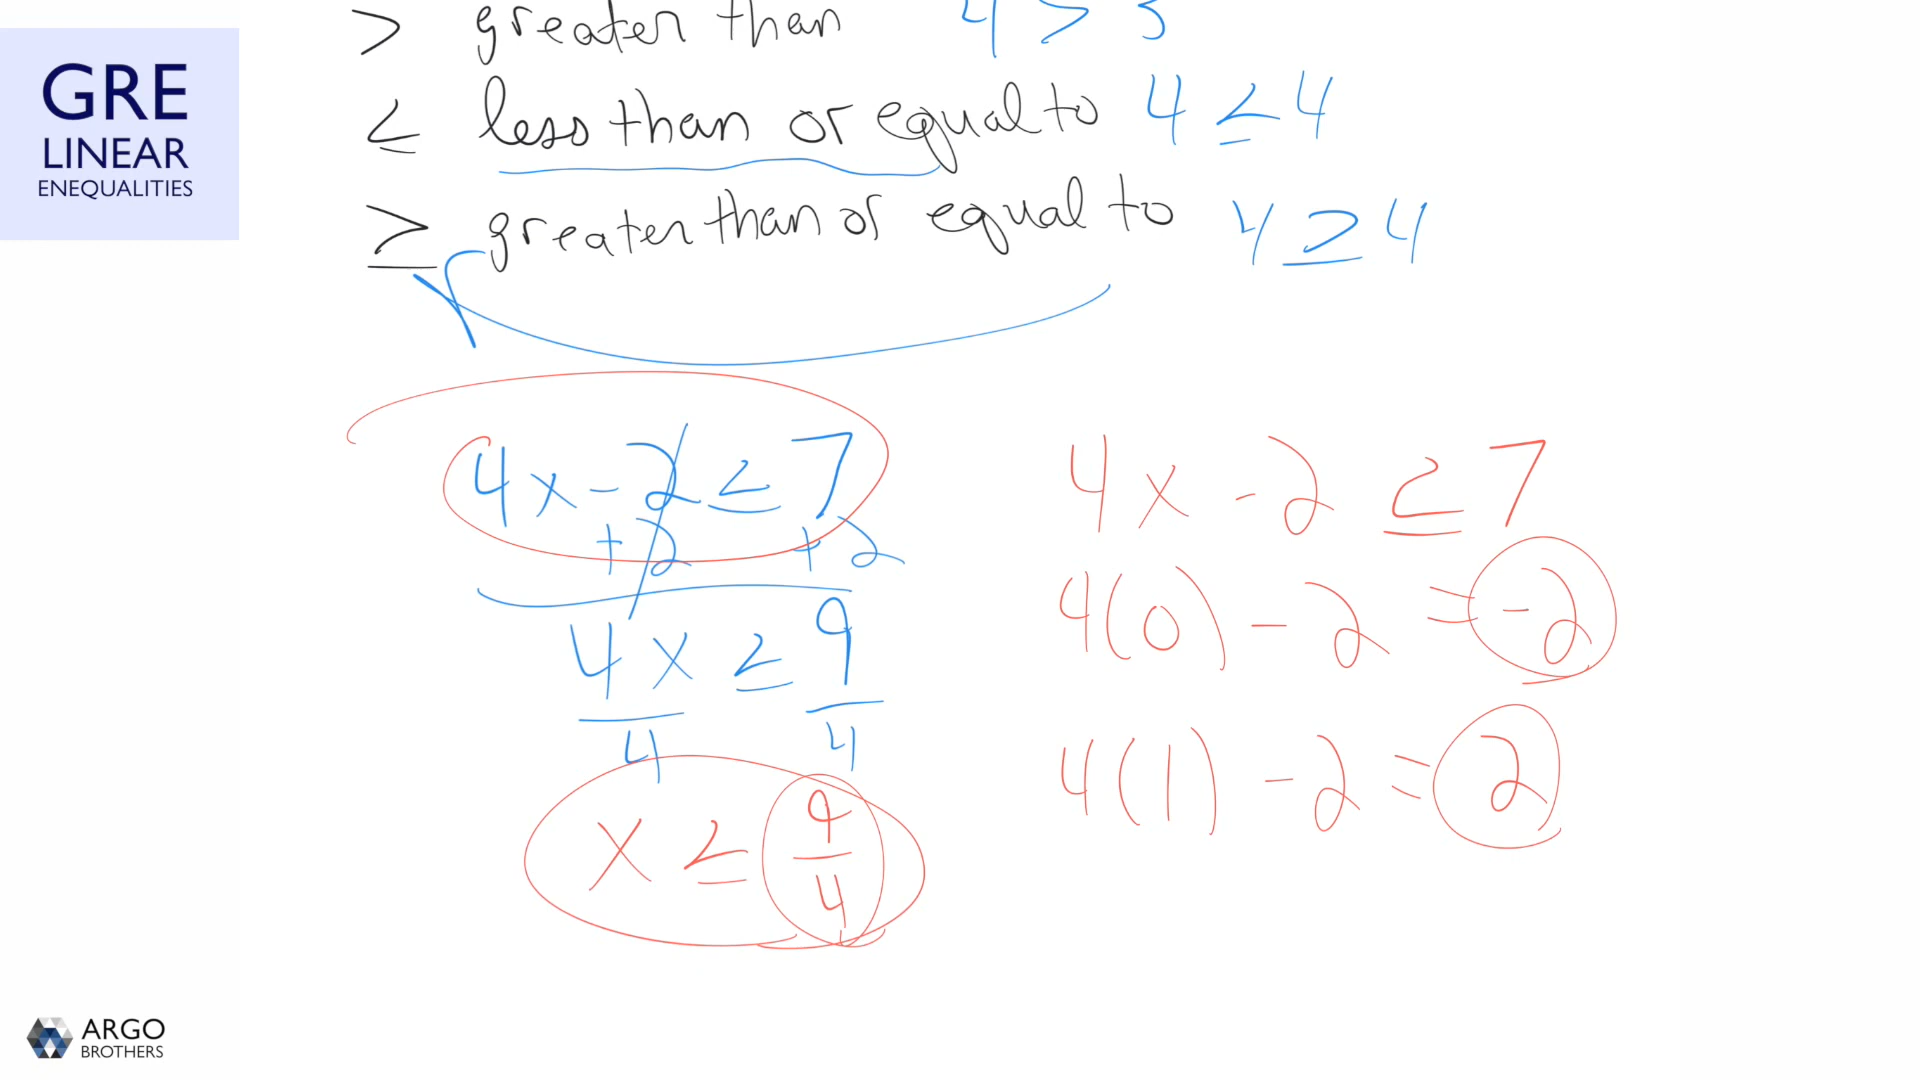 GRE
LINEAR
ENEQUALITIES
> greater than 4 > 3
≤ less than or equal to 4 ≤ 4
≥ greater than or equal to 4 ≥ 4
4x - 2 ≤ 7
+2 +2
4x ≤ 9
4 4
x ≤ 9/4
4x - 2 ≤ 7
4(0) - 2 = -2
4(1) - 2 = 2
ARGO
BROTHERS